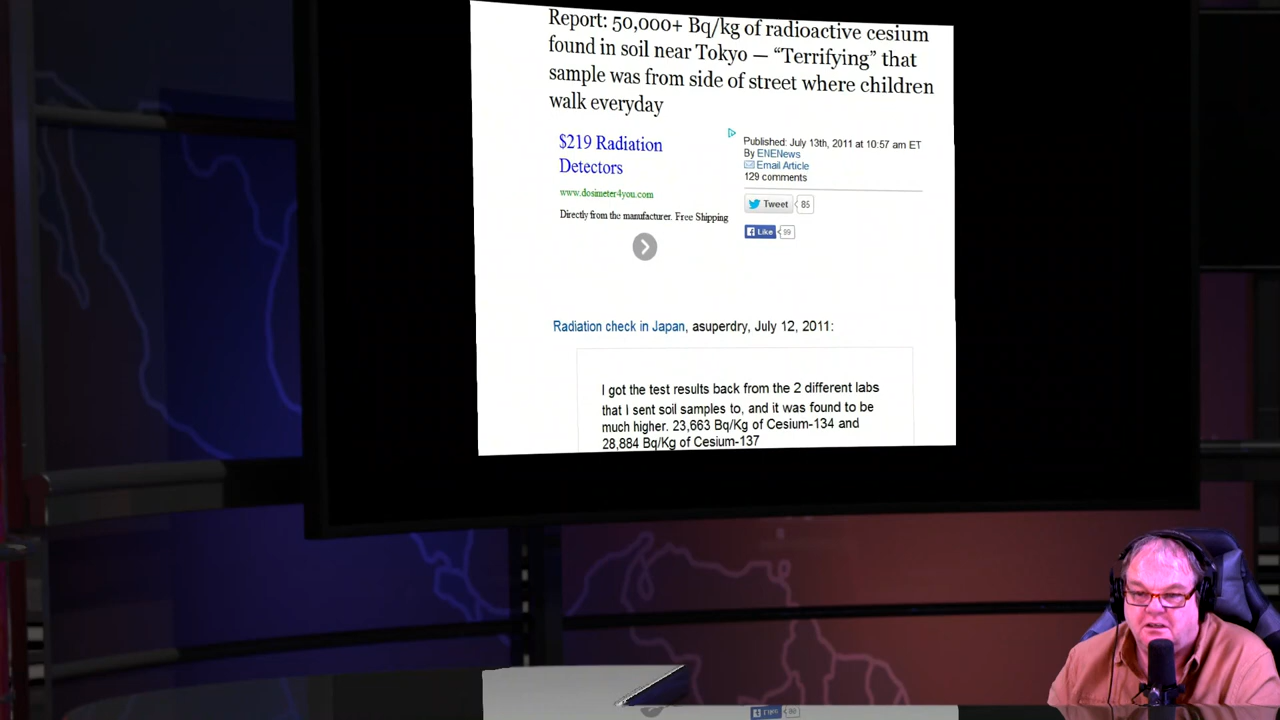 Report: 50,000+ Bq/kg of radioactive cesium
found in soil near Tokyo — “Terrifying” that
sample was from side of street where children
walk everyday
$219 Radiation
Detectors
www.dosimeter4you.com
Directly from the manufacturer. Free Shipping
Published: July 13th, 2011 at 10:57 am ET
By ENENews
Email Article
129 comments
Tweet 85
Like 99
Radiation check in Japan, asuperdry, July 12, 2011:
I got the test results back from the 2 different labs
that I sent soil samples to, and it was found to be
much higher. 23,663 Bq/Kg of Cesium-134 and
28,884 Bq/Kg of Cesium-137